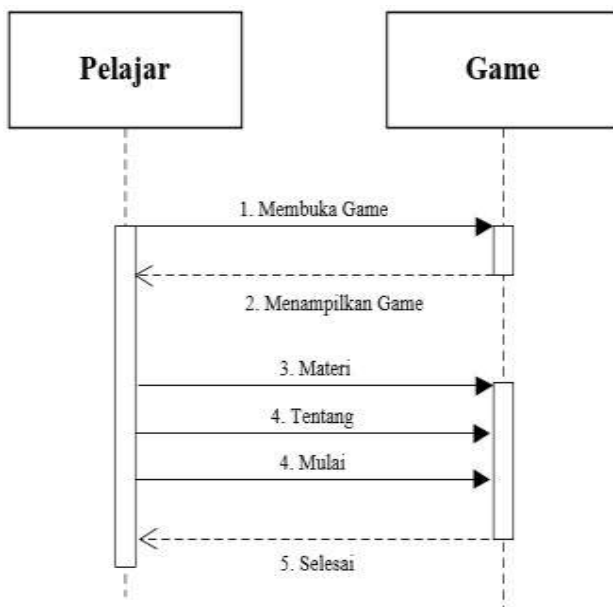 Pelajar
Game
1. Membuka Game
2. Menampilkan Game
3. Materi
4. Tentang
4. Mulai
5. Selesai